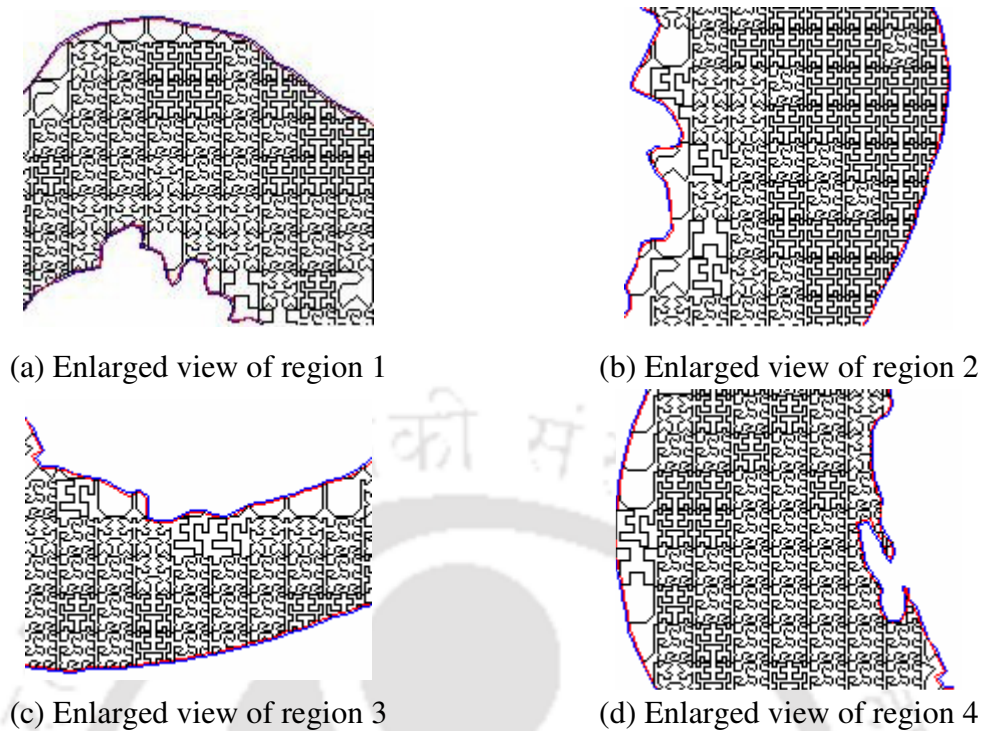 (a) Enlarged view of region 1
(b) Enlarged view of region 2
की सं
(c) Enlarged view of region 3
(d) Enlarged view of region 4